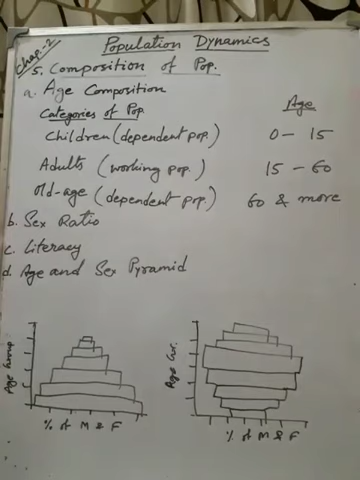 Chap.-2
Population Dynamics
5. Composition of Pop.
a. Age Composition
Categories of Pop. Age
Children (dependent pop.) 0 - 15
Adults (working pop.) 15 - 60
Old-age (dependent pop.) 60 & more
b. Sex Ratio
c. Literacy
d. Age and Sex Pyramid
Age Group
% of M & F
Age Gr.
% of M & F